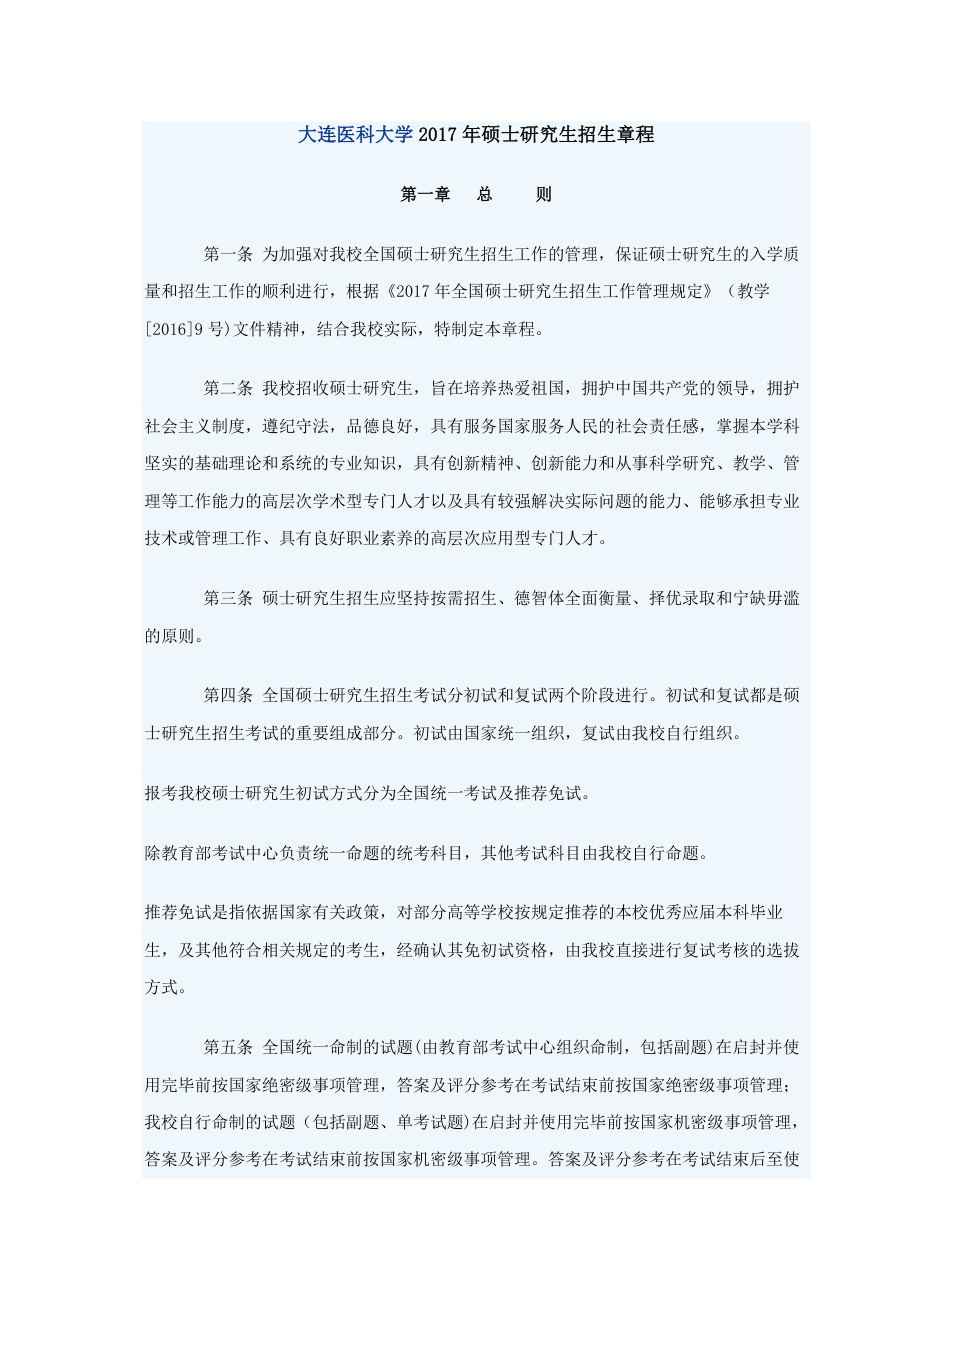 大连医科大学 2017 年硕士研究生招生章程
第一章 总 则
第一条 为加强对我校全国硕士研究生招生工作的管理，保证硕士研究生的入学质
量和招生工作的顺利进行，根据《2017 年全国硕士研究生招生工作管理规定》（教学
[2016]9 号)文件精神，结合我校实际，特制定本章程。
第二条 我校招收硕士研究生，旨在培养热爱祖国，拥护中国共产党的领导，拥护
社会主义制度，遵纪守法，品德良好，具有服务国家服务人民的社会责任感，掌握本学科
坚实的基础理论和系统的专业知识，具有创新精神、创新能力和从事科学研究、教学、管
理等工作能力的高层次学术型专门人才以及具有较强解决实际问题的能力、能够承担专业
技术或管理工作、具有良好职业素养的高层次应用型专门人才。
第三条 硕士研究生招生应坚持按需招生、德智体全面衡量、择优录取和宁缺毋滥
的原则。
第四条 全国硕士研究生招生考试分初试和复试两个阶段进行。初试和复试都是硕
士研究生招生考试的重要组成部分。初试由国家统一组织，复试由我校自行组织。
报考我校硕士研究生初试方式分为全国统一考试及推荐免试。
除教育部考试中心负责统一命题的统考科目，其他考试科目由我校自行命题。
推荐免试是指依据国家有关政策，对部分高等学校按规定推荐的本校优秀应届本科毕业
生，及其他符合相关规定的考生，经确认其免初试资格，由我校直接进行复试考核的选拔
方式。
第五条 全国统一命制的试题(由教育部考试中心组织命制，包括副题)在启封并使
用完毕前按国家绝密级事项管理，答案及评分参考在考试结束前按国家绝密级事项管理；
我校自行命制的试题（包括副题、单考试题)在启封并使用完毕前按国家机密级事项管理，
答案及评分参考在考试结束前按国家机密级事项管理。答案及评分参考在考试结束后至使